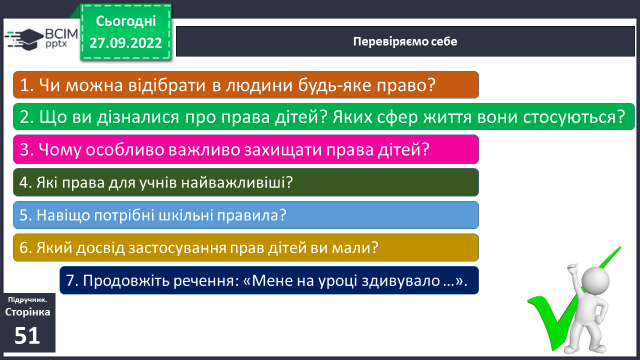 Сьогодні
27.09.2022
ВСІМ
pptx
Перевіряємо себе
1. Чи можна відібрати в людини будь-яке право?
2. Що ви дізналися про права дітей? Яких сфер життя вони стосуються?
3. Чому особливо важливо захищати права дітей?
4. Які права для учнів найважливіші?
5. Навіщо потрібні шкільні правила?
6. Який досвід застосування прав дітей ви мали?
7. Продовжіть речення: «Мене на уроці здивувало …».
Підручник.
Сторінка
51